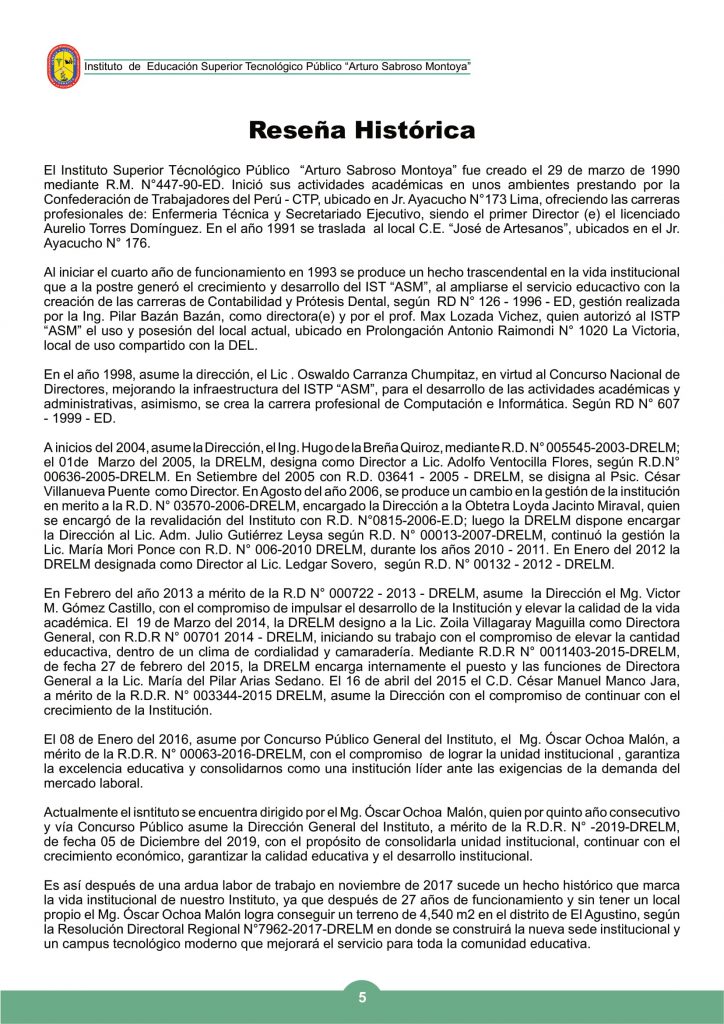 Instituto de Educación Superior Tecnológico Público “Arturo Sabroso Montoya”
Reseña Histórica
El Instituto Superior Técnológico Público “Arturo Sabroso Montoya” fue creado el 29 de marzo de 1990
mediante R.M. N°447-90-ED. Inició sus actividades académicas en unos ambientes prestando por la
Confederación de Trabajadores del Perú - CTP, ubicado en Jr. Ayacucho N°173 Lima, ofreciendo las carreras
profesionales de: Enfermeria Técnica y Secretariado Ejecutivo, siendo el primer Director (e) el licenciado
Aurelio Torres Domínguez. En el año 1991 se traslada al local C.E. “José de Artesanos”, ubicados en el Jr.
Ayacucho N° 176.
Al iniciar el cuarto año de funcionamiento en 1993 se produce un hecho trascendental en la vida institucional
que a la postre generó el crecimiento y desarrollo del IST “ASM”, al ampliarse el servicio educactivo con la
creación de las carreras de Contabilidad y Prótesis Dental, según RD N° 126 - 1996 - ED, gestión realizada
por la Ing. Pilar Bazán Bazán, como directora(e) y por el prof. Max Lozada Vichez, quien autorizó al ISTP
“ASM” el uso y posesión del local actual, ubicado en Prolongación Antonio Raimondi N° 1020 La Victoria,
local de uso compartido con la DEL.
En el año 1998, asume la dirección, el Lic . Oswaldo Carranza Chumpitaz, en virtud al Concurso Nacional de
Directores, mejorando la infraestructura del ISTP “ASM”, para el desarrollo de las actividades académicas y
administrativas, asimismo, se crea la carrera profesional de Computación e Informática. Según RD N° 607
- 1999 - ED.
A inicios del 2004, asume la Dirección, el Ing. Hugo de la Breña Quiroz, mediante R.D. N° 005545-2003-DRELM;
el 01de Marzo del 2005, la DRELM, designa como Director a Lic. Adolfo Ventocilla Flores, según R.D.N°
00636-2005-DRELM. En Setiembre del 2005 con R.D. 03641 - 2005 - DRELM, se disigna al Psic. César
Villanueva Puente como Director. En Agosto del año 2006, se produce un cambio en la gestión de la institución
en merito a la R.D. N° 03570-2006-DRELM, encargado la Dirección a la Obtetra Loyda Jacinto Miraval, quien
se encargó de la revalidación del Instituto con R.D. N°0815-2006-E.D; luego la DRELM dispone encargar
la Dirección al Lic. Adm. Julio Gutiérrez Leysa según R.D. N° 00013-2007-DRELM, continuó la gestión la
Lic. María Mori Ponce con R.D. N° 006-2010 DRELM, durante los años 2010 - 2011. En Enero del 2012 la
DRELM designada como Director al Lic. Ledgar Sovero, según R.D. N° 00132 - 2012 - DRELM.
En Febrero del año 2013 a mérito de la R.D N° 000722 - 2013 - DRELM, asume la Dirección el Mg. Victor
M. Gómez Castillo, con el compromiso de impulsar el desarrollo de la Institución y elevar la calidad de la vida
académica. El 19 de Marzo del 2014, la DRELM designo a la Lic. Zoila Villagaray Maguilla como Directora
General, con R.D.R N° 00701 2014 - DRELM, iniciando su trabajo con el compromiso de elevar la cantidad
educactiva, dentro de un clima de cordialidad y camaradería. Mediante R.D.R N° 0011403-2015-DRELM,
de fecha 27 de febrero del 2015, la DRELM encarga internamente el puesto y las funciones de Directora
General a la Lic. María del Pilar Arias Sedano. El 16 de abril del 2015 el C.D. César Manuel Manco Jara,
a mérito de la R.D.R. N° 003344-2015 DRELM, asume la Dirección con el compromiso de continuar con el
crecimiento de la Institución.
El 08 de Enero del 2016, asume por Concurso Público General del Instituto, el Mg. Óscar Ochoa Malón, a
mérito de la R.D.R. N° 00063-2016-DRELM, con el compromiso de lograr la unidad institucional , garantiza
la excelencia educativa y consolidarnos como una institución líder ante las exigencias de la demanda del
mercado laboral.
Actualmente el isntituto se encuentra dirigido por el Mg. Óscar Ochoa Malón, quien por quinto año consecutivo
y vía Concurso Público asume la Dirección General del Instituto, a mérito de la R.D.R. N° -2019-DRELM,
de fecha 05 de Diciembre del 2019, con el propósito de consolidarla unidad institucional, continuar con el
crecimiento económico, garantizar la calidad educativa y el desarrollo institucional.
Es así después de una ardua labor de trabajo en noviembre de 2017 sucede un hecho histórico que marca
la vida institucional de nuestro Instituto, ya que después de 27 años de funcionamiento y sin tener un local
propio el Mg. Óscar Ochoa Malón logra conseguir un terreno de 4,540 m2 en el distrito de El Agustino, según
la Resolución Directoral Regional N°7962-2017-DRELM en donde se construirá la nueva sede institucional y
un campus tecnológico moderno que mejorará el servicio para toda la comunidad educativa.
5